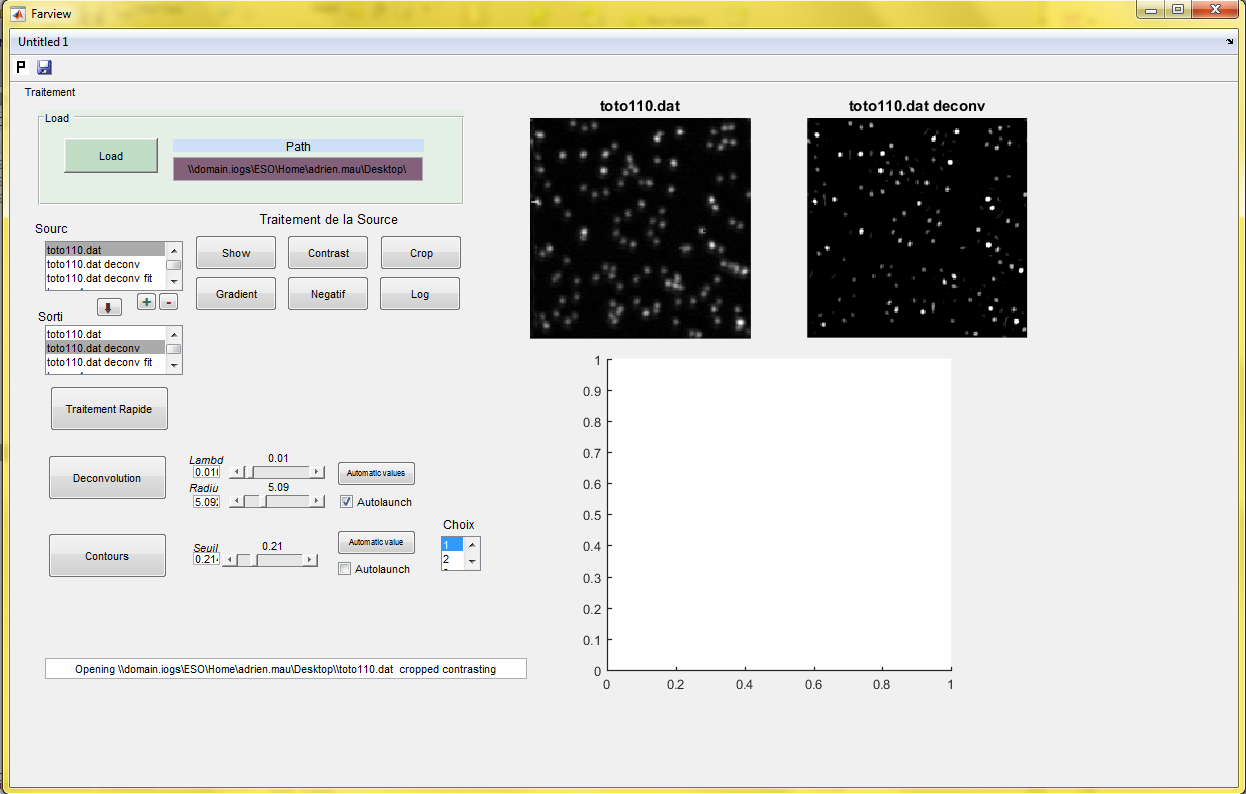 Farview
Untitled 1
P
Traitement
Load
Load
Path
\\domain.iogs\ESO\Home\adrien.mau\Desktop\
Traitement de la Source
Sourc
toto110.dat
toto110.dat deconv
toto110.dat deconv fit
Show
Contrast
Crop
Gradient
Negatif
Log
+
-
Sorti
toto110.dat
toto110.dat deconv
toto110.dat deconv fit
Traitement Rapide
Deconvolution
Lambd
0.01
0.010
Radiu
5.09
5.092
Automatic values
Autolaunch
Contours
Seuil
0.21
0.214
Automatic value
Autolaunch
Choix
1
2
Opening \\domain.iogs\ESO\Home\adrien.mau\Desktop\\toto110.dat  cropped contrasting
toto110.dat
toto110.dat deconv
1
0.9
0.8
0.7
0.6
0.5
0.4
0.3
0.2
0.1
0
0 0.2 0.4 0.6 0.8 1